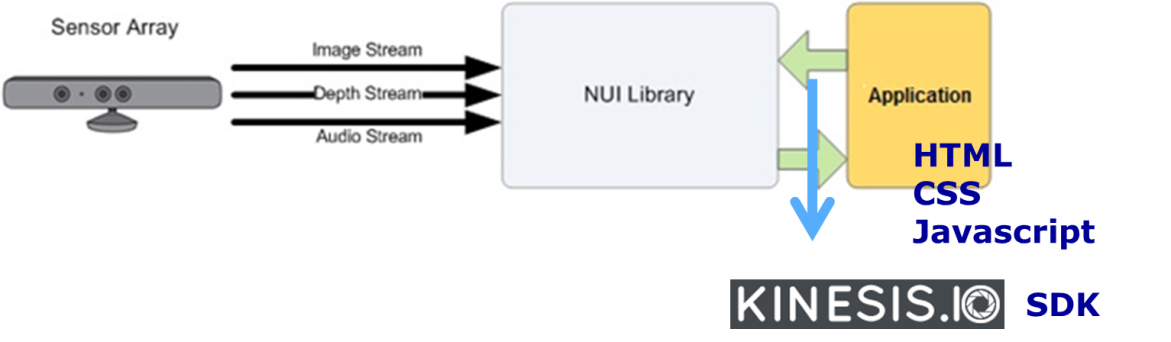 Sensor Array
Image Stream
Depth Stream
Audio Stream
NUI Library
Application
HTML
CSS
Javascript
KINESIS.IO SDK